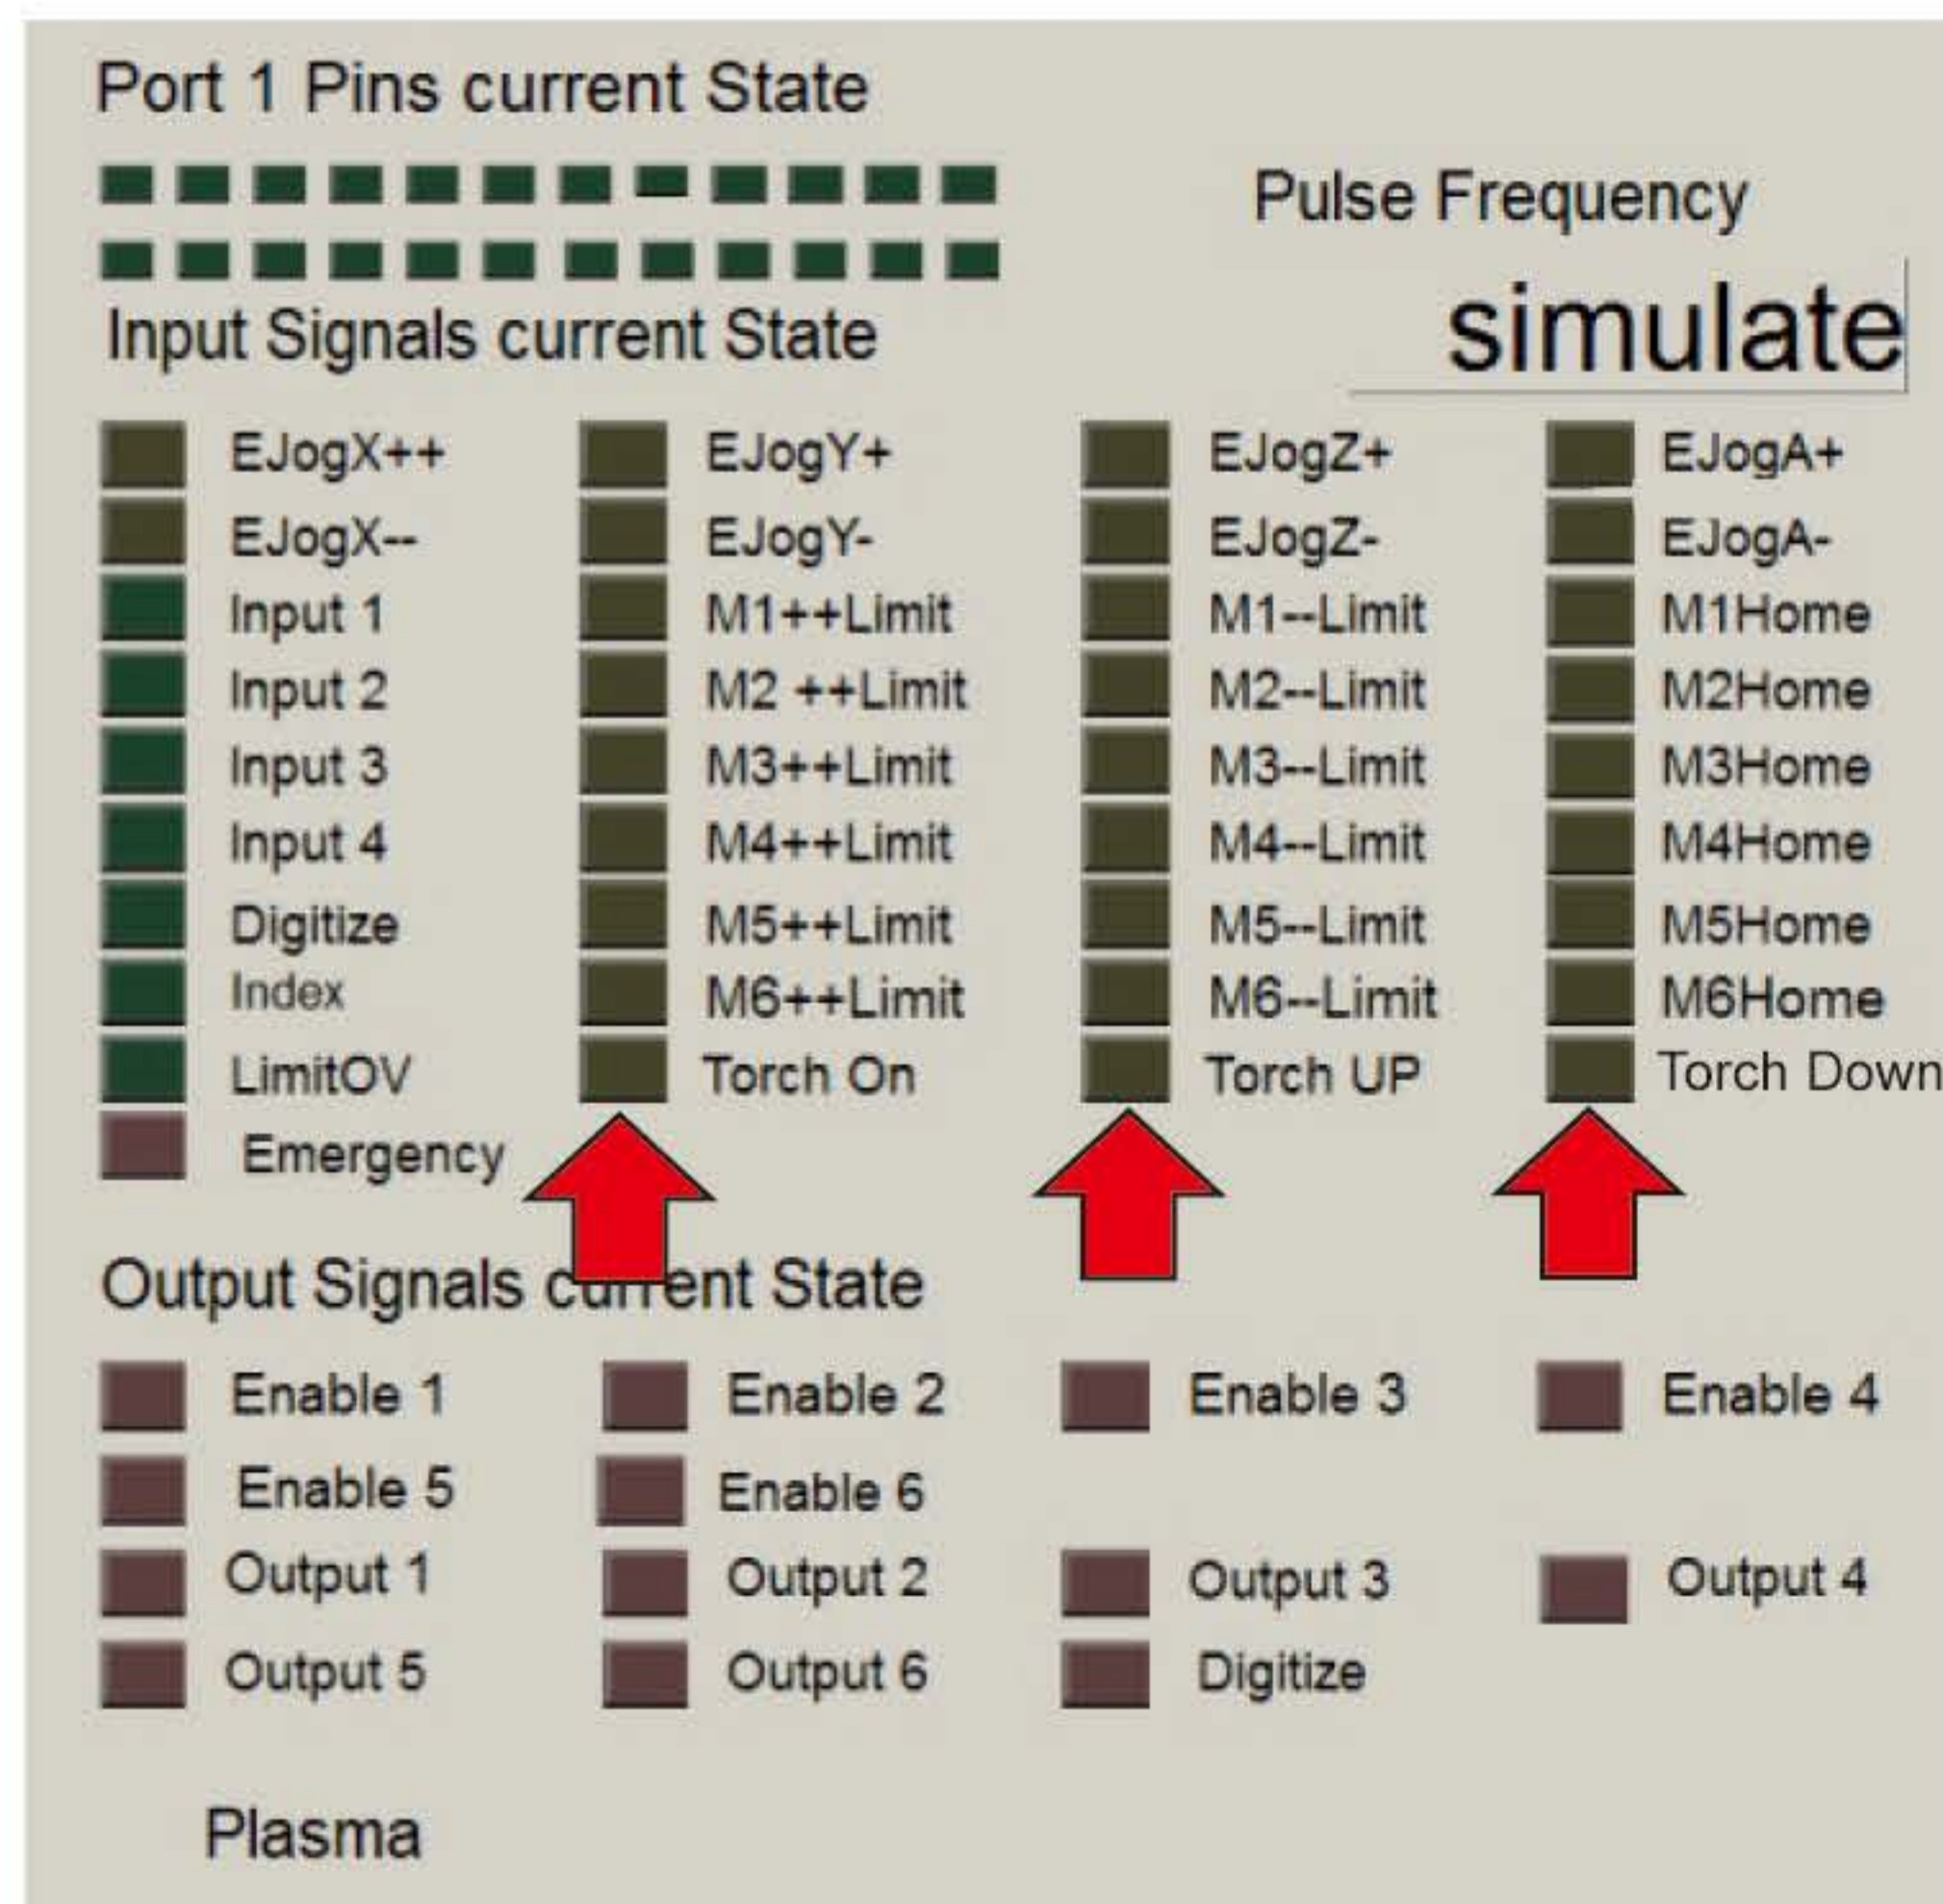 Port 1 Pins current State
Pulse Frequency
simulate
Input Signals current State
EJogX++ EJogY+ EJogZ+ EJogA+
EJogX-- EJogY- EJogZ- EJogA-
Input 1 M1++Limit M1--Limit M1Home
Input 2 M2 ++Limit M2--Limit M2Home
Input 3 M3++Limit M3--Limit M3Home
Input 4 M4++Limit M4--Limit M4Home
Digitize M5++Limit M5--Limit M5Home
Index M6++Limit M6--Limit M6Home
LimitOV Torch On Torch UP Torch Down
Emergency
Output Signals current State
Enable 1 Enable 2 Enable 3 Enable 4
Enable 5 Enable 6
Output 1 Output 2 Output 3 Output 4
Output 5 Output 6 Digitize
Plasma